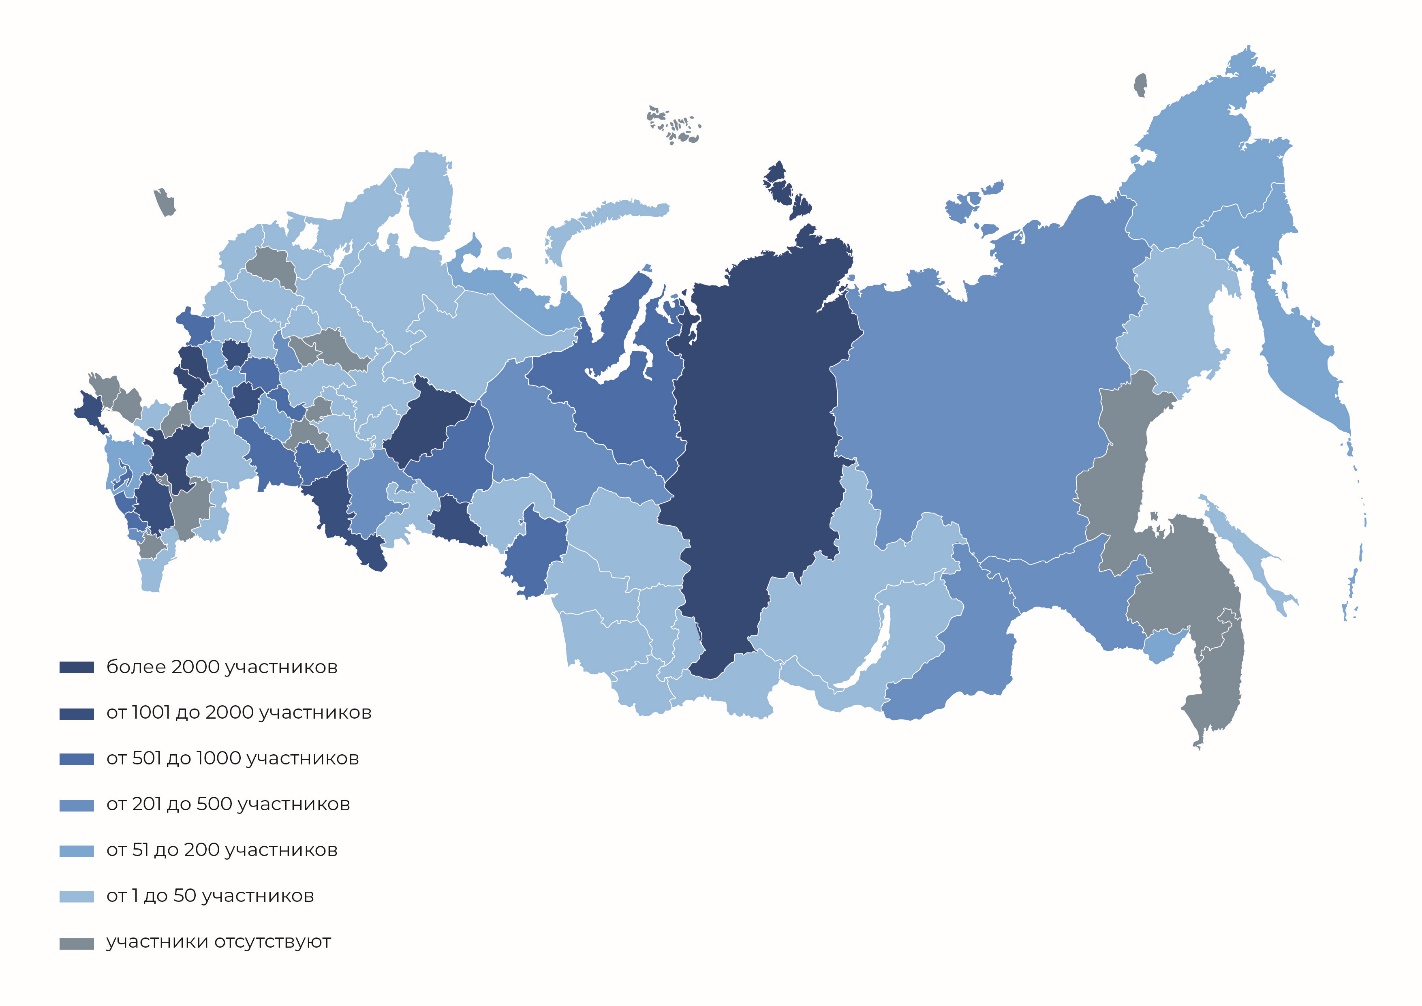 более 2000 участников
от 1001 до 2000 участников
от 501 до 1000 участников
от 201 до 500 участников
от 51 до 200 участников
от 1 до 50 участников
участники отсутствуют